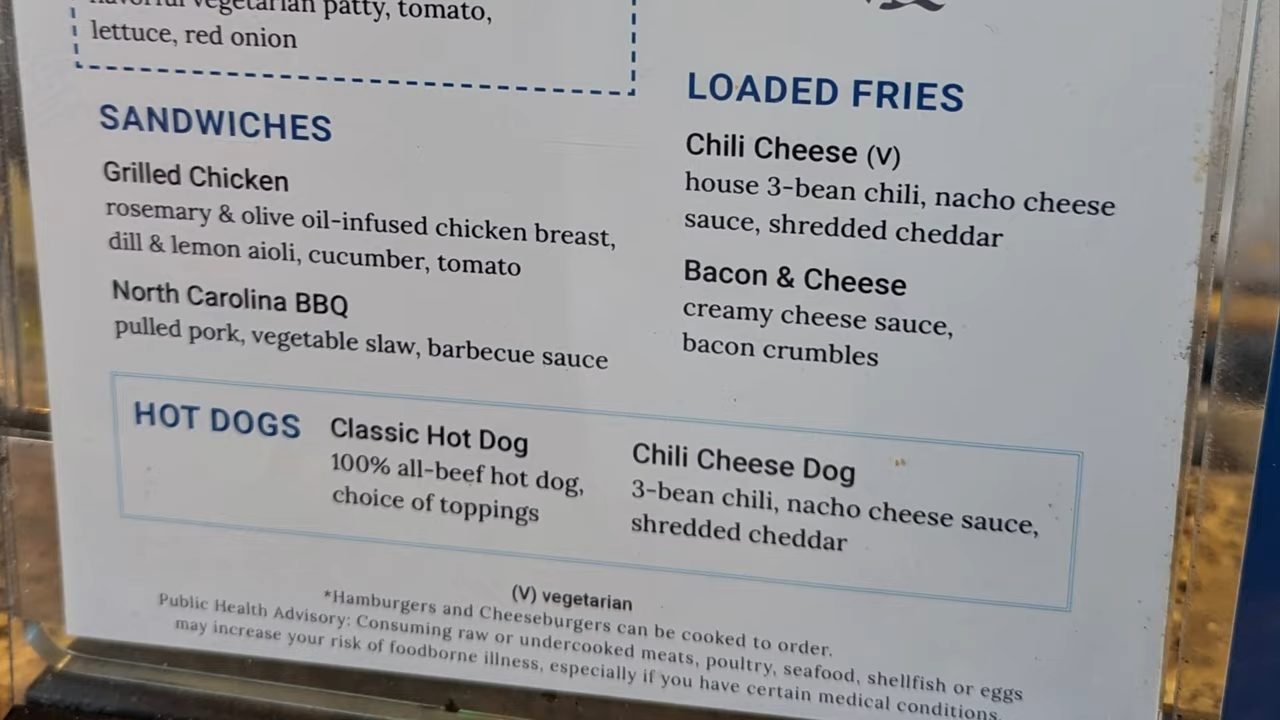 flavorful vegetarian patty, tomato,
lettuce, red onion
SANDWICHES
Grilled Chicken
rosemary & olive oil-infused chicken breast,
dill & lemon aioli, cucumber, tomato
North Carolina BBQ
pulled pork, vegetable slaw, barbecue sauce
LOADED FRIES
Chili Cheese (V)
house 3-bean chili, nacho cheese
sauce, shredded cheddar
Bacon & Cheese
creamy cheese sauce,
bacon crumbles
HOT DOGS
Classic Hot Dog
100% all-beef hot dog,
choice of toppings
Chili Cheese Dog
3-bean chili, nacho cheese sauce,
shredded cheddar
(V) vegetarian
*Hamburgers and Cheeseburgers can be cooked to order.
Public Health Advisory: Consuming raw or undercooked meats, poultry, seafood, shellfish or eggs
may increase your risk of foodborne illness, especially if you have certain medical conditions.